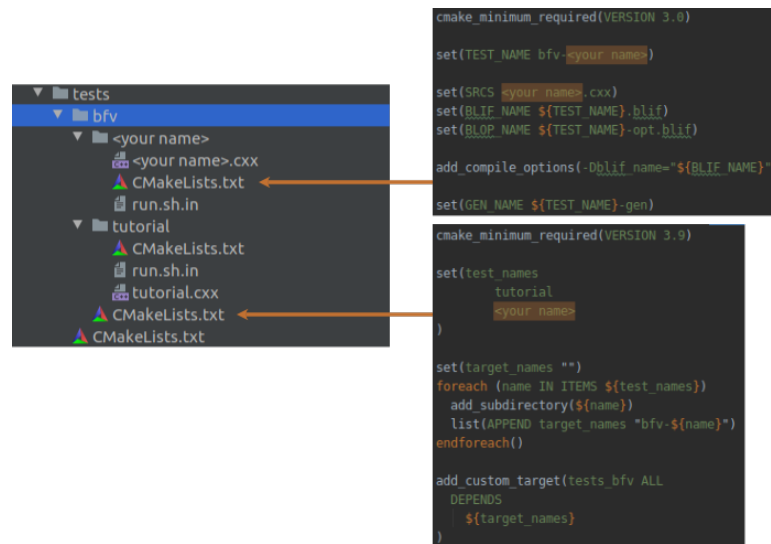 tests
bfv
<your name>
<your name>.cxx
CMakeLists.txt
run.sh.in
tutorial
CMakeLists.txt
run.sh.in
tutorial.cxx
CMakeLists.txt
CMakeLists.txt
cmake_minimum_required(VERSION 3.0)
set(TEST_NAME bfv-<your name>)
set(SRCS <your name>.cxx)
set(BLIF_NAME ${TEST_NAME}.blif)
set(BLOP_NAME ${TEST_NAME}-opt.blif)
add_compile_options(-Dblif_name="${BLIF_NAME}"
set(GEN_NAME ${TEST_NAME}-gen)
cmake_minimum_required(VERSION 3.9)
set(test_names
tutorial
<your name>
)
set(target_names "")
foreach (name IN ITEMS ${test_names})
add_subdirectory(${name})
list(APPEND target_names "bfv-${name}")
endforeach()
add_custom_target(tests_bfv ALL
DEPENDS
${target_names}
)